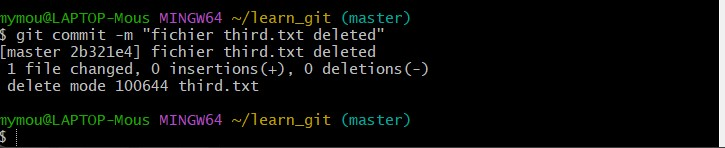 mymou@LAPTOP-Mous MINGW64 ~/learn_git (master)
$ git commit -m "fichier third.txt deleted"
[master 2b321e4] fichier third.txt deleted
 1 file changed, 0 insertions(+), 0 deletions(-)
 delete mode 100644 third.txt

mymou@LAPTOP-Mous MINGW64 ~/learn_git (master)
$